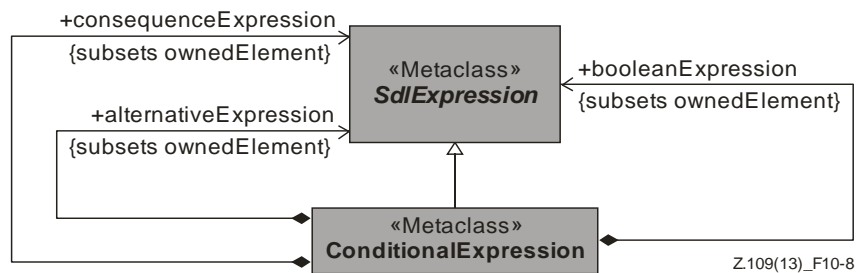 +consequenceExpression
{subsets ownedElement}
+alternativeExpression
{subsets ownedElement}
«Metaclass»
SdlExpression
+booleanExpression
{subsets ownedElement}
«Metaclass»
ConditionalExpression
Z.109(13)_F10-8